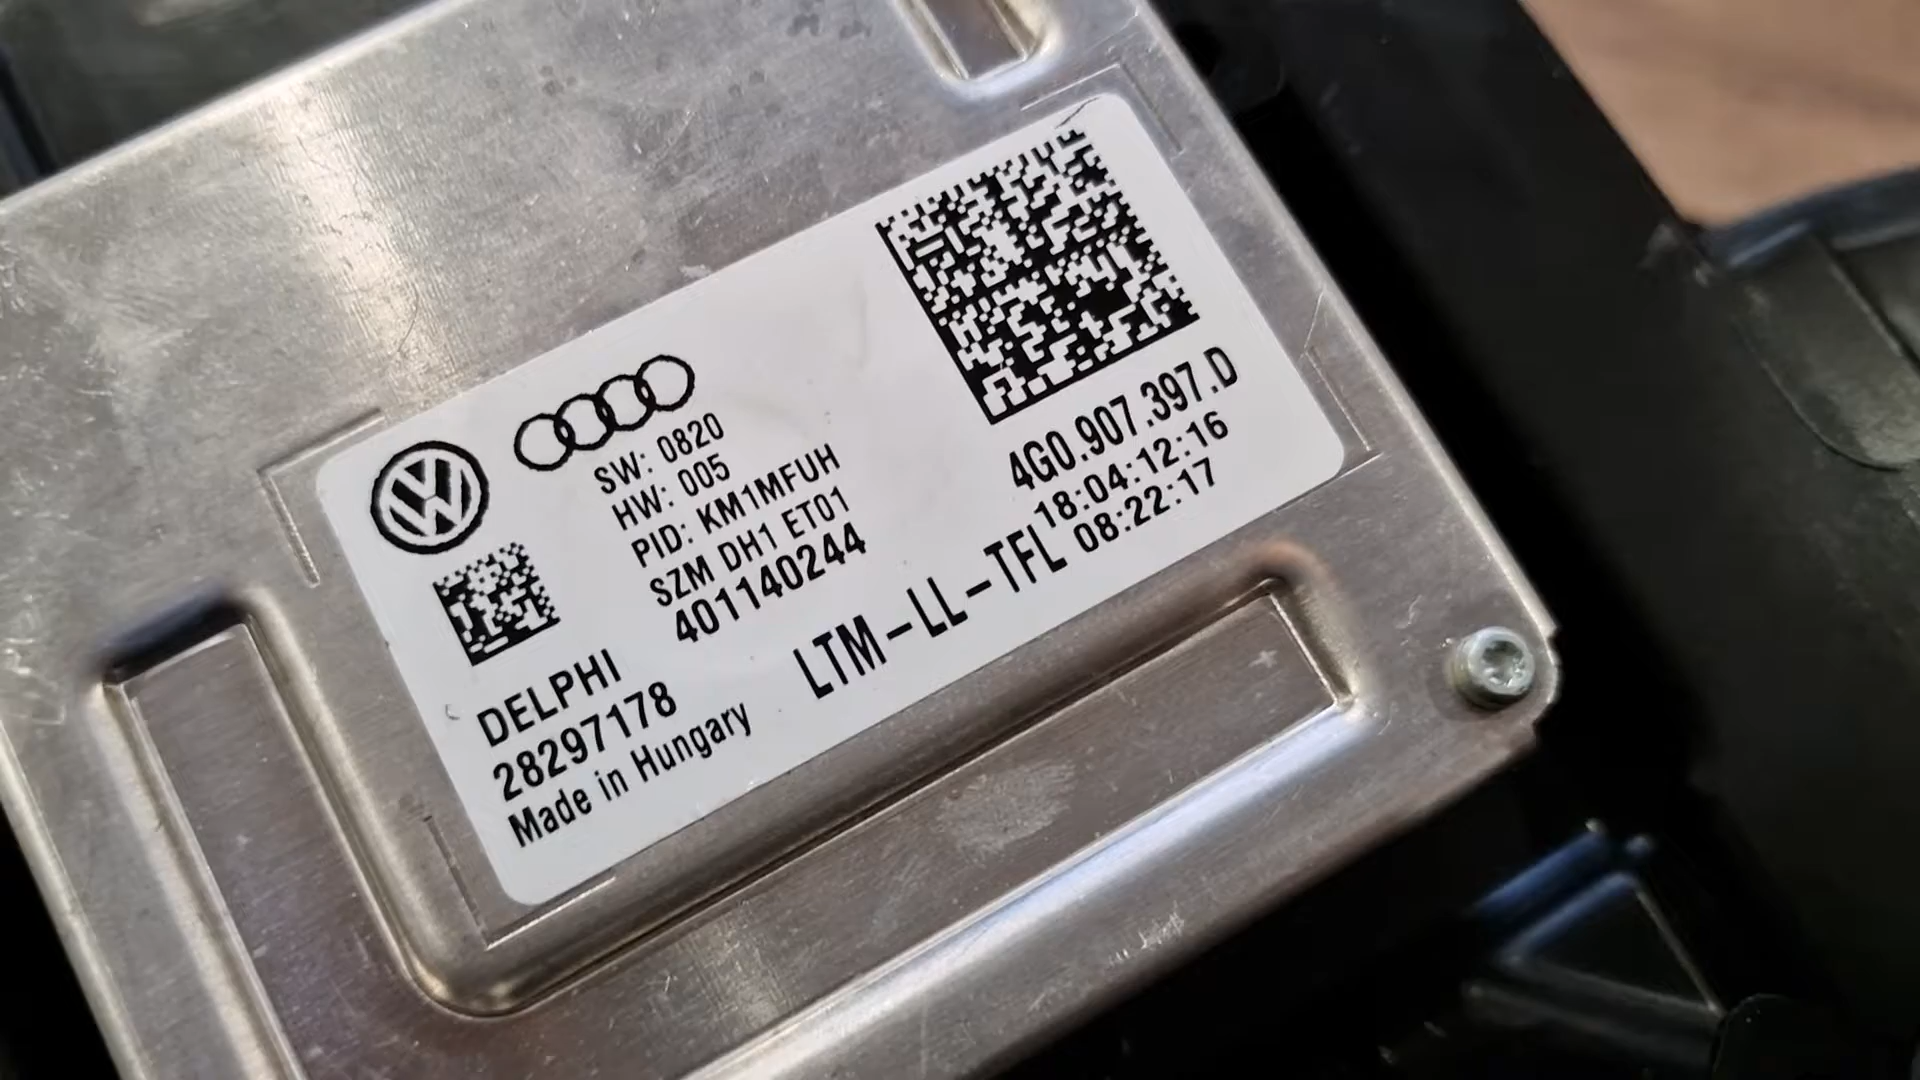 SW: 0820
HW: 005
PID: KM1MFUH
SZM DH1 ET01
401140244
DELPHI
28297178
Made in Hungary
4G0.907.397.D
18:04:12:16
08:22:17
LTM-LL-TFL